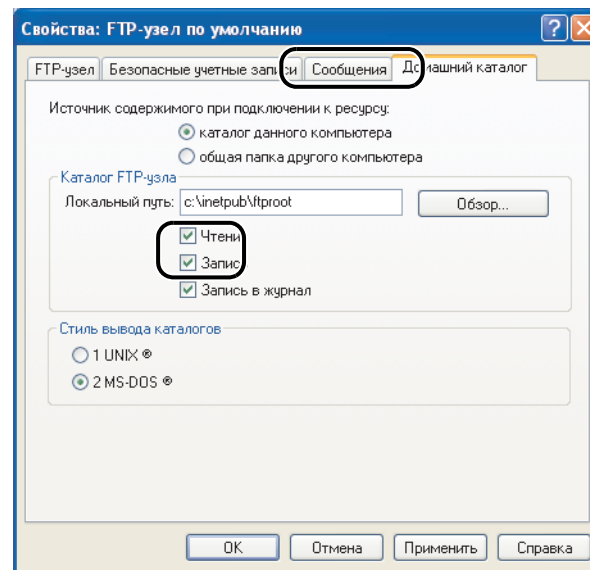 Свойства: FTP-узел по умолчанию
FTP-узел Безопасные учетные записи Сообщения Домашний каталог
Источник содержимого при подключении к ресурсу:
каталог данного компьютера
общая папка другого компьютера
Каталог FTP-узла
Локальный путь: c:\inetpub\ftproot Обзор...
Чтени
Запис
Запись в журнал
Стиль вывода каталогов
1 UNIX ®
2 MS-DOS ®
OK Отмена Применить Справка